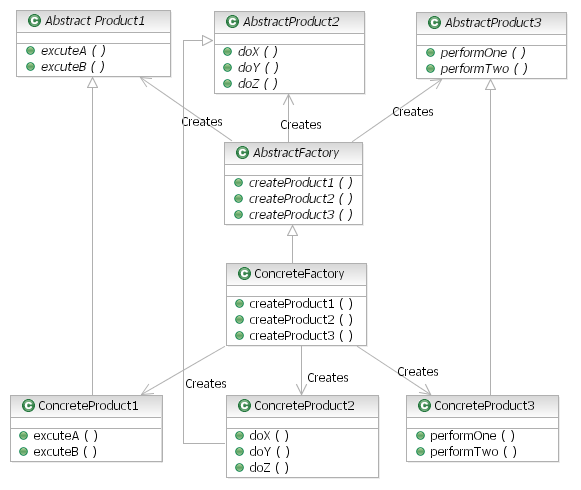 Abstract Product1
excuteA ( )
excuteB ( )
AbstractProduct2
doX ( )
doY ( )
doZ ( )
AbstractProduct3
performOne ( )
performTwo ( )
Creates
Creates
Creates
AbstractFactory
createProduct1 ( )
createProduct2 ( )
createProduct3 ( )
ConcreteFactory
createProduct1 ( )
createProduct2 ( )
createProduct3 ( )
Creates
Creates
Creates
ConcreteProduct1
excuteA ( )
excuteB ( )
ConcreteProduct2
doX ( )
doY ( )
doZ ( )
ConcreteProduct3
performOne ( )
performTwo ( )